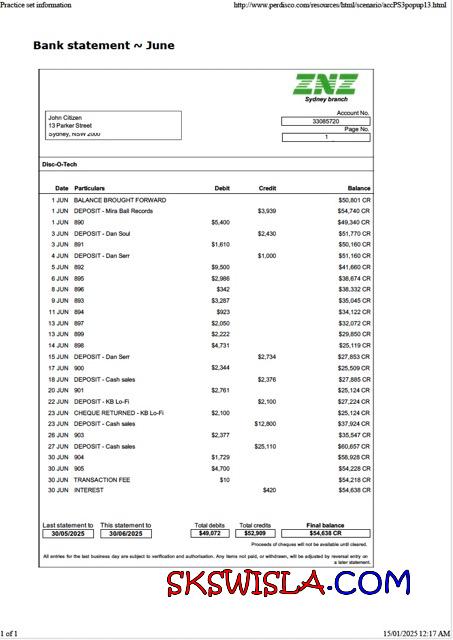 Practice set information http://www.perdisco.com/resources/html/scenario/accPS3popup13.html
Bank statement ~ June
ZNZ
Sydney branch
Account No.
John Citizen
33085720
13 Parker Street
Page No.
Sydney, NSW 2000
1
Disc-O-Tech
Date Particulars Debit Credit Balance
1 JUN BALANCE BROUGHT FORWARD $50,801 CR
1 JUN DEPOSIT - Mira Ball Records $3,939 $54,740 CR
1 JUN 890 $5,400 $49,340 CR
3 JUN DEPOSIT - Dan Soul $2,430 $51,770 CR
3 JUN 891 $1,610 $50,160 CR
4 JUN DEPOSIT - Dan Serr $1,000 $51,160 CR
5 JUN 892 $9,500 $41,660 CR
6 JUN 895 $2,986 $38,674 CR
8 JUN 896 $342 $38,332 CR
9 JUN 893 $3,287 $35,045 CR
11 JUN 894 $923 $34,122 CR
13 JUN 897 $2,050 $32,072 CR
13 JUN 899 $2,222 $29,850 CR
14 JUN 898 $4,731 $25,119 CR
15 JUN DEPOSIT - Dan Serr $2,734 $27,853 CR
17 JUN 900 $2,344 $25,509 CR
18 JUN DEPOSIT - Cash sales $2,376 $27,885 CR
20 JUN 901 $2,761 $25,124 CR
22 JUN DEPOSIT - KB Lo-Fi $2,100 $27,224 CR
23 JUN CHEQUE RETURNED - KB Lo-Fi $2,100 $25,124 CR
23 JUN DEPOSIT - Cash sales $12,800 $37,924 CR
26 JUN 903 $2,377 $35,547 CR
27 JUN DEPOSIT - Cash sales $25,110 $60,657 CR
30 JUN 904 $1,729 $58,928 CR
30 JUN 905 $4,700 $54,228 CR
30 JUN TRANSACTION FEE $10 $54,218 CR
30 JUN INTEREST $420 $54,638 CR
Last statement to This statement to Total debits Total credits Final balance
30/05/2025 30/06/2025 $49,072 $52,909 $54,638 CR
Proceeds of cheques will not be available until cleared.
All entries for the last business day are subject to verification and authorisation. Any items not paid, or withdrawn, will be adjusted by reversal entry on
a later statement.
SKSWISLA.COM
1 of 1 15/01/2025 12:17 AM